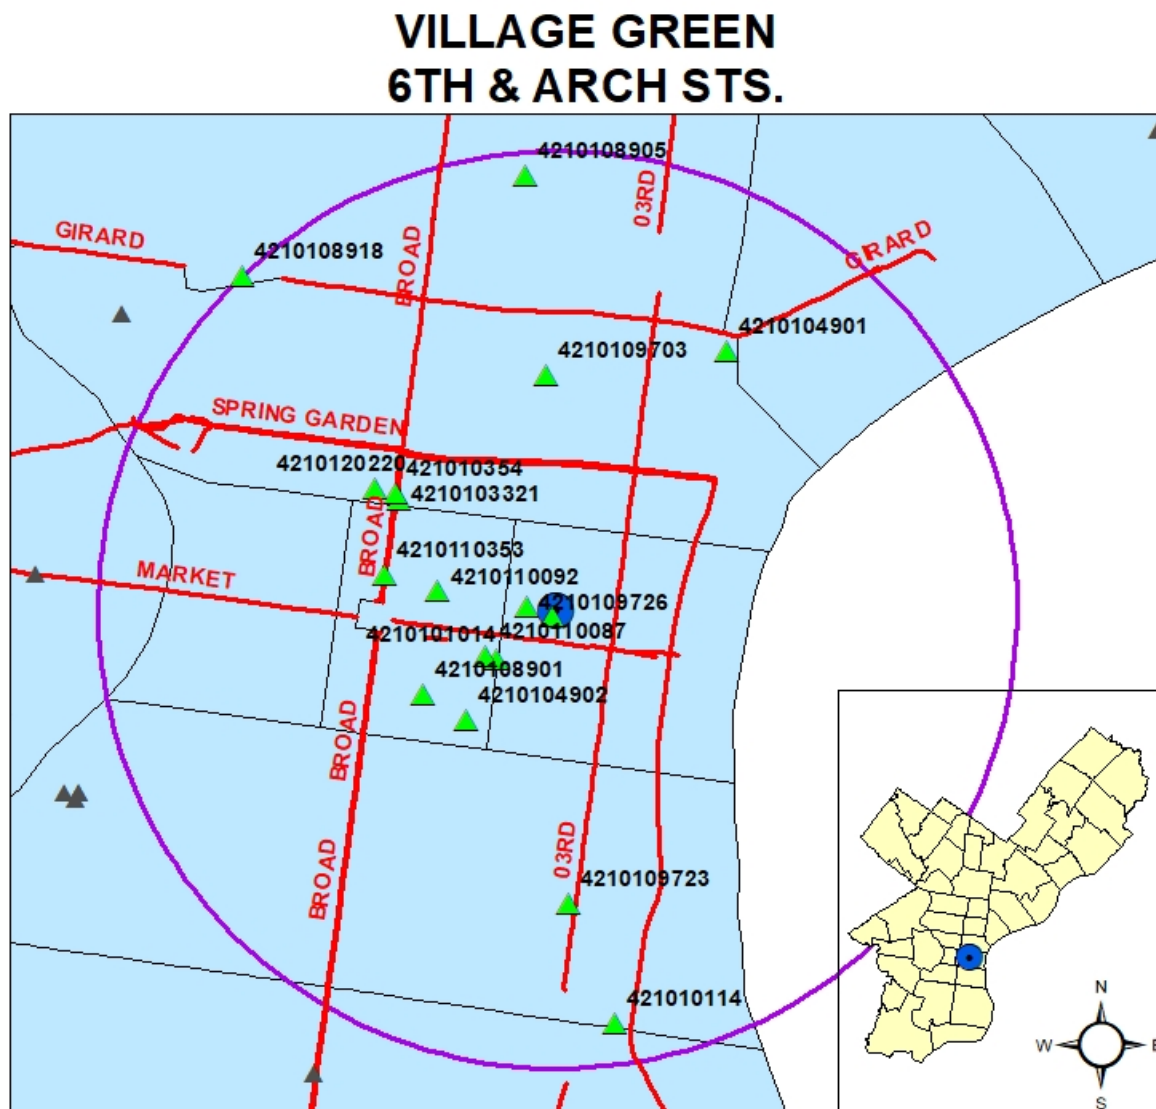 VILLAGE GREEN
6TH & ARCH STS.
4210108905
03RD
GIRARD
4210108918
BROAD
GIRARD
4210104901
4210109703
SPRING GARDEN
4210120220
421010354
4210103321
BROAD
4210110353
MARKET
4210110092
4210109726
4210101014
4210110087
4210108901
4210104902
BROAD
BROAD
03RD
4210109723
421010114
N
W
E
S